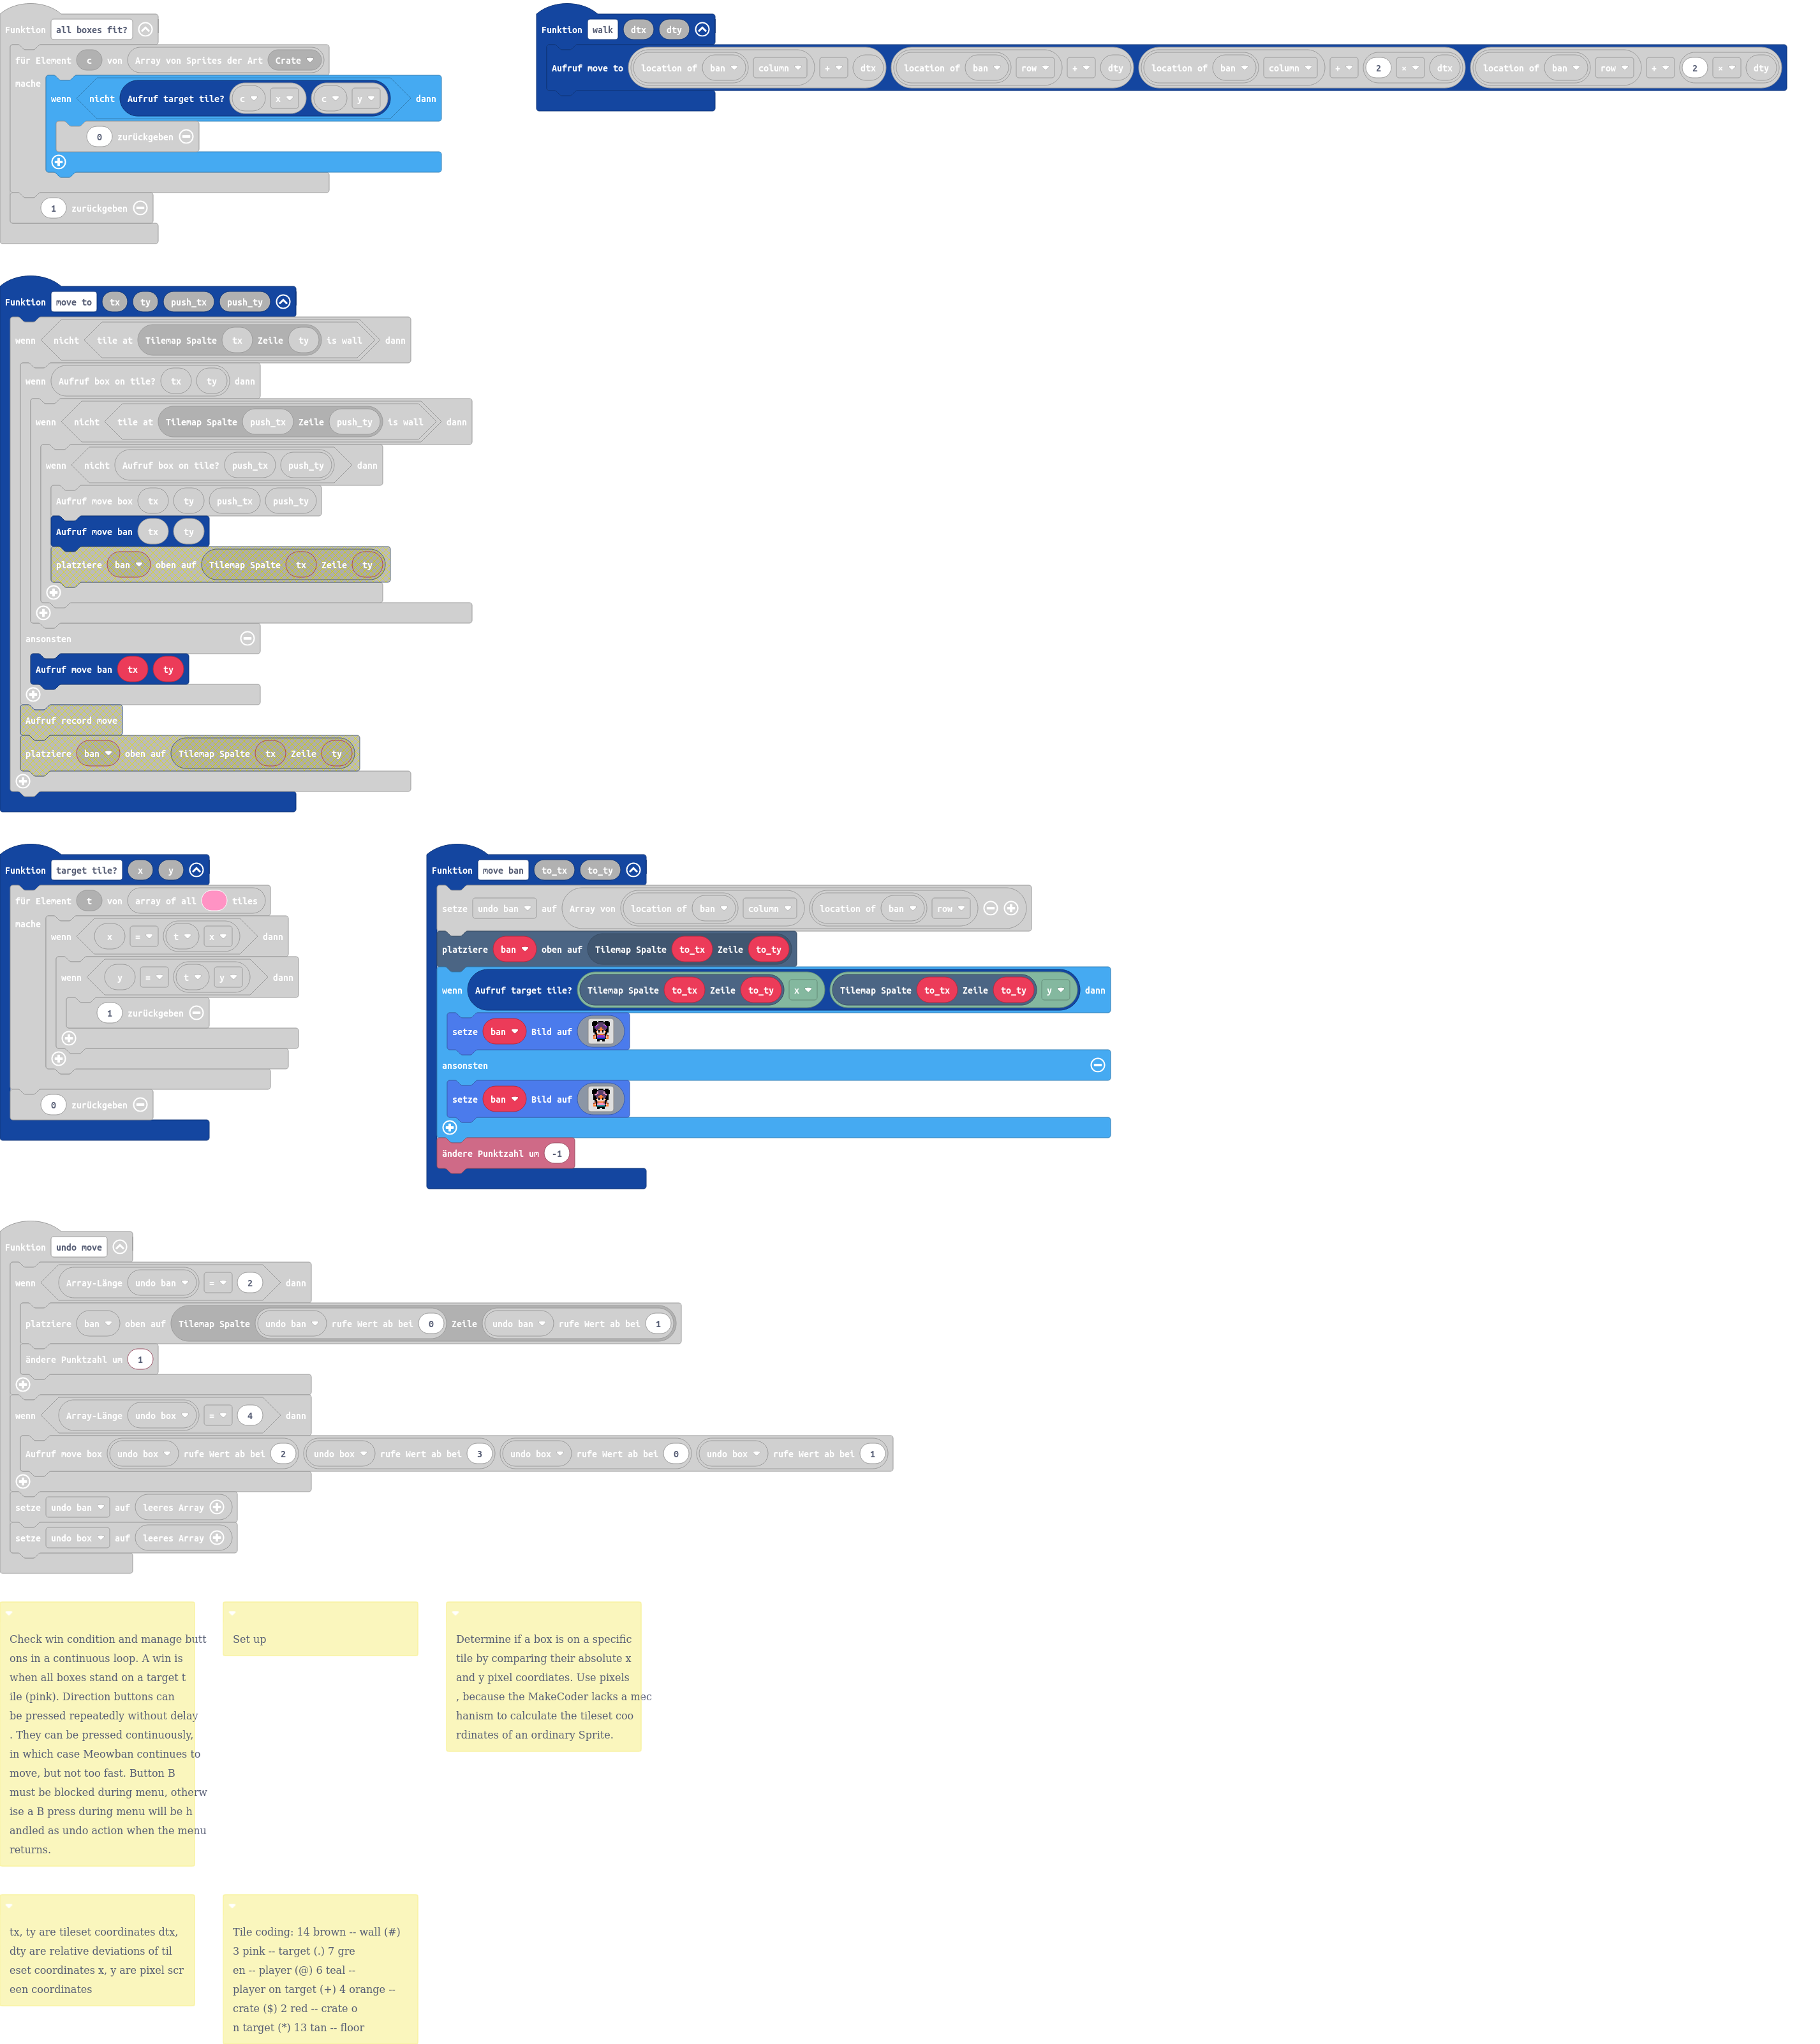 Funktion all boxes fit?
für Element c von Array von Sprites der Art Crate
mache
wenn nicht Aufruf target tile? c x c y dann
0 zurückgeben
1 zurückgeben
Funktion walk dtx dty
Aufruf move to location of ban column + dtx location of ban row + dty location of ban column + 2 × dtx location of ban row + 2 × dty
Funktion move to tx ty push_tx push_ty
wenn nicht tile at Tilemap Spalte tx Zeile ty is wall dann
wenn Aufruf box on tile? tx ty dann
wenn nicht tile at Tilemap Spalte push_tx Zeile push_ty is wall dann
wenn nicht Aufruf box on tile? push_tx push_ty dann
Aufruf move box tx ty push_tx push_ty
Aufruf move ban tx ty
platziere ban oben auf Tilemap Spalte tx Zeile ty
ansonsten
Aufruf move ban tx ty
Aufruf record move
platziere ban oben auf Tilemap Spalte tx Zeile ty
Funktion target tile? x y
für Element t von array of all tiles
mache
wenn x = t x dann
wenn y = t y dann
1 zurückgeben
0 zurückgeben
Funktion move ban to_tx to_ty
setze undo ban auf Array von location of ban column location of ban row
platziere ban oben auf Tilemap Spalte to_tx Zeile to_ty
wenn Aufruf target tile? Tilemap Spalte to_tx Zeile to_ty x Tilemap Spalte to_tx Zeile to_ty y dann
setze ban Bild auf
ansonsten
setze ban Bild auf
ändere Punktzahl um -1
Funktion undo move
wenn Array-Länge undo ban = 2 dann
platziere ban oben auf Tilemap Spalte undo ban rufe Wert ab bei 0 Zeile undo ban rufe Wert ab bei 1
ändere Punktzahl um 1
wenn Array-Länge undo box = 4 dann
Aufruf move box undo box rufe Wert ab bei 2 undo box rufe Wert ab bei 3 undo box rufe Wert ab bei 0 undo box rufe Wert ab bei 1
setze undo ban auf leeres Array
setze undo box auf leeres Array
Check win condition and manage butt
ons in a continuous loop. A win is
when all boxes stand on a target t
ile (pink). Direction buttons can
be pressed repeatedly without delay
. They can be pressed continuously,
in which case Meowban continues to
move, but not too fast. Button B
must be blocked during menu, otherw
ise a B press during menu will be h
andled as undo action when the menu
returns.
Set up
Determine if a box is on a specific
tile by comparing their absolute x
and y pixel coordiates. Use pixels
, because the MakeCoder lacks a mec
hanism to calculate the tileset coo
rdinates of an ordinary Sprite.
tx, ty are tileset coordinates dtx,
dty are relative deviations of til
eset coordinates x, y are pixel scr
een coordinates
Tile coding: 14 brown -- wall (#)
3 pink -- target (.) 7 gre
en -- player (@) 6 teal --
player on target (+) 4 orange --
crate ($) 2 red -- crate o
n target (*) 13 tan -- floor